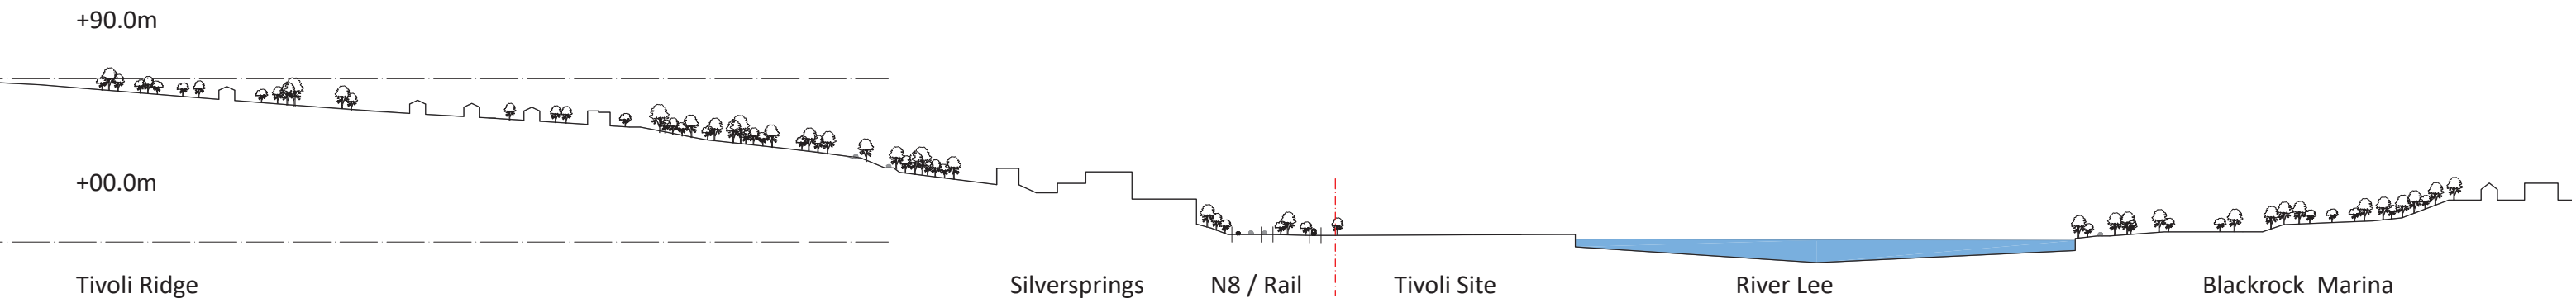 +90.0m
+00.0m
Tivoli Ridge
Silversprings
N8 / Rail
Tivoli Site
River Lee
Blackrock Marina